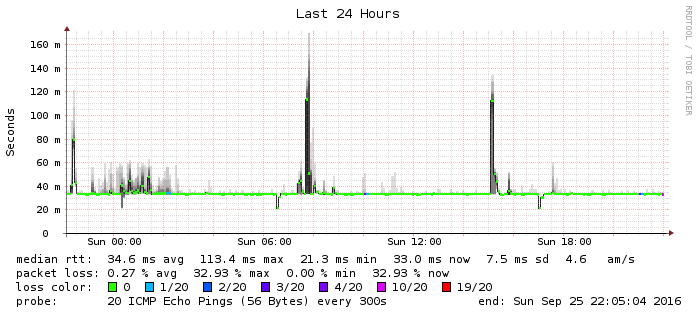 Last 24 Hours
RRDTOOL / TOBI OETIKER
Seconds
160 m
140 m
120 m
100 m
80 m
60 m
40 m
20 m
0
Sun 00:00 Sun 06:00 Sun 12:00 Sun 18:00
median rtt: 34.6 ms avg 113.4 ms max 21.3 ms min 33.0 ms now 7.5 ms sd 4.6 am/s
packet loss: 0.27 % avg 32.93 % max 0.00 % min 32.93 % now
loss color: 0 1/20 2/20 3/20 4/20 10/20 19/20
probe: 20 ICMP Echo Pings (56 Bytes) every 300s end: Sun Sep 25 22:05:04 2016